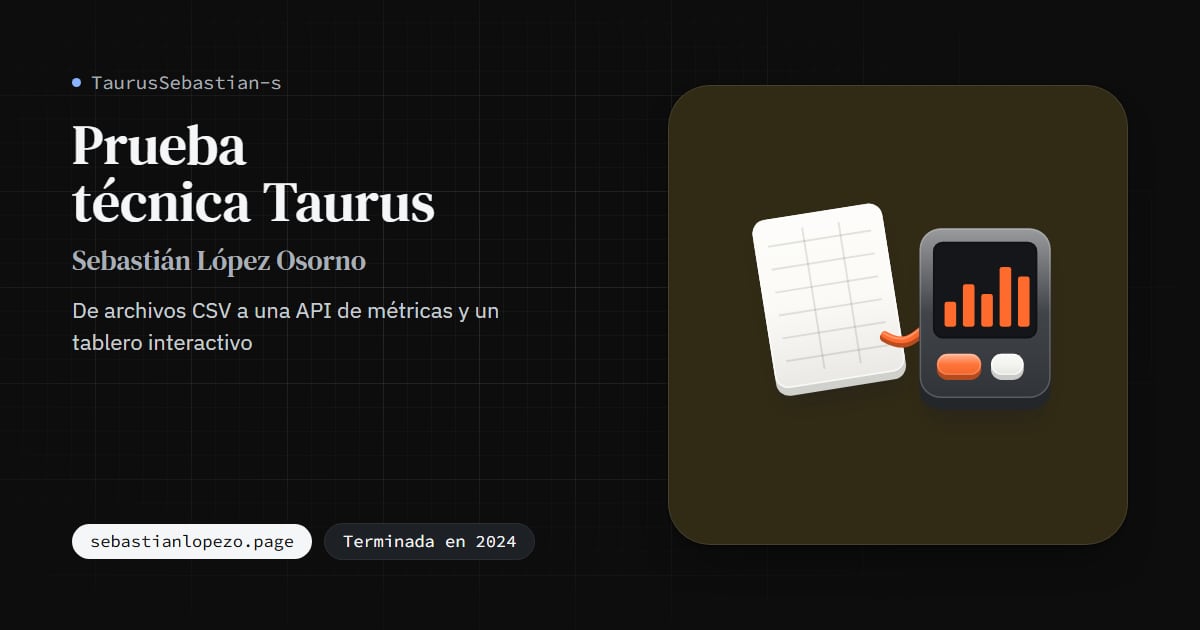 TaurusSebastian-s
Prueba
técnica Taurus
Sebastián López Osorno
De archivos CSV a una API de métricas y un
tablero interactivo
sebastianlopezo.page
Terminada en 2024